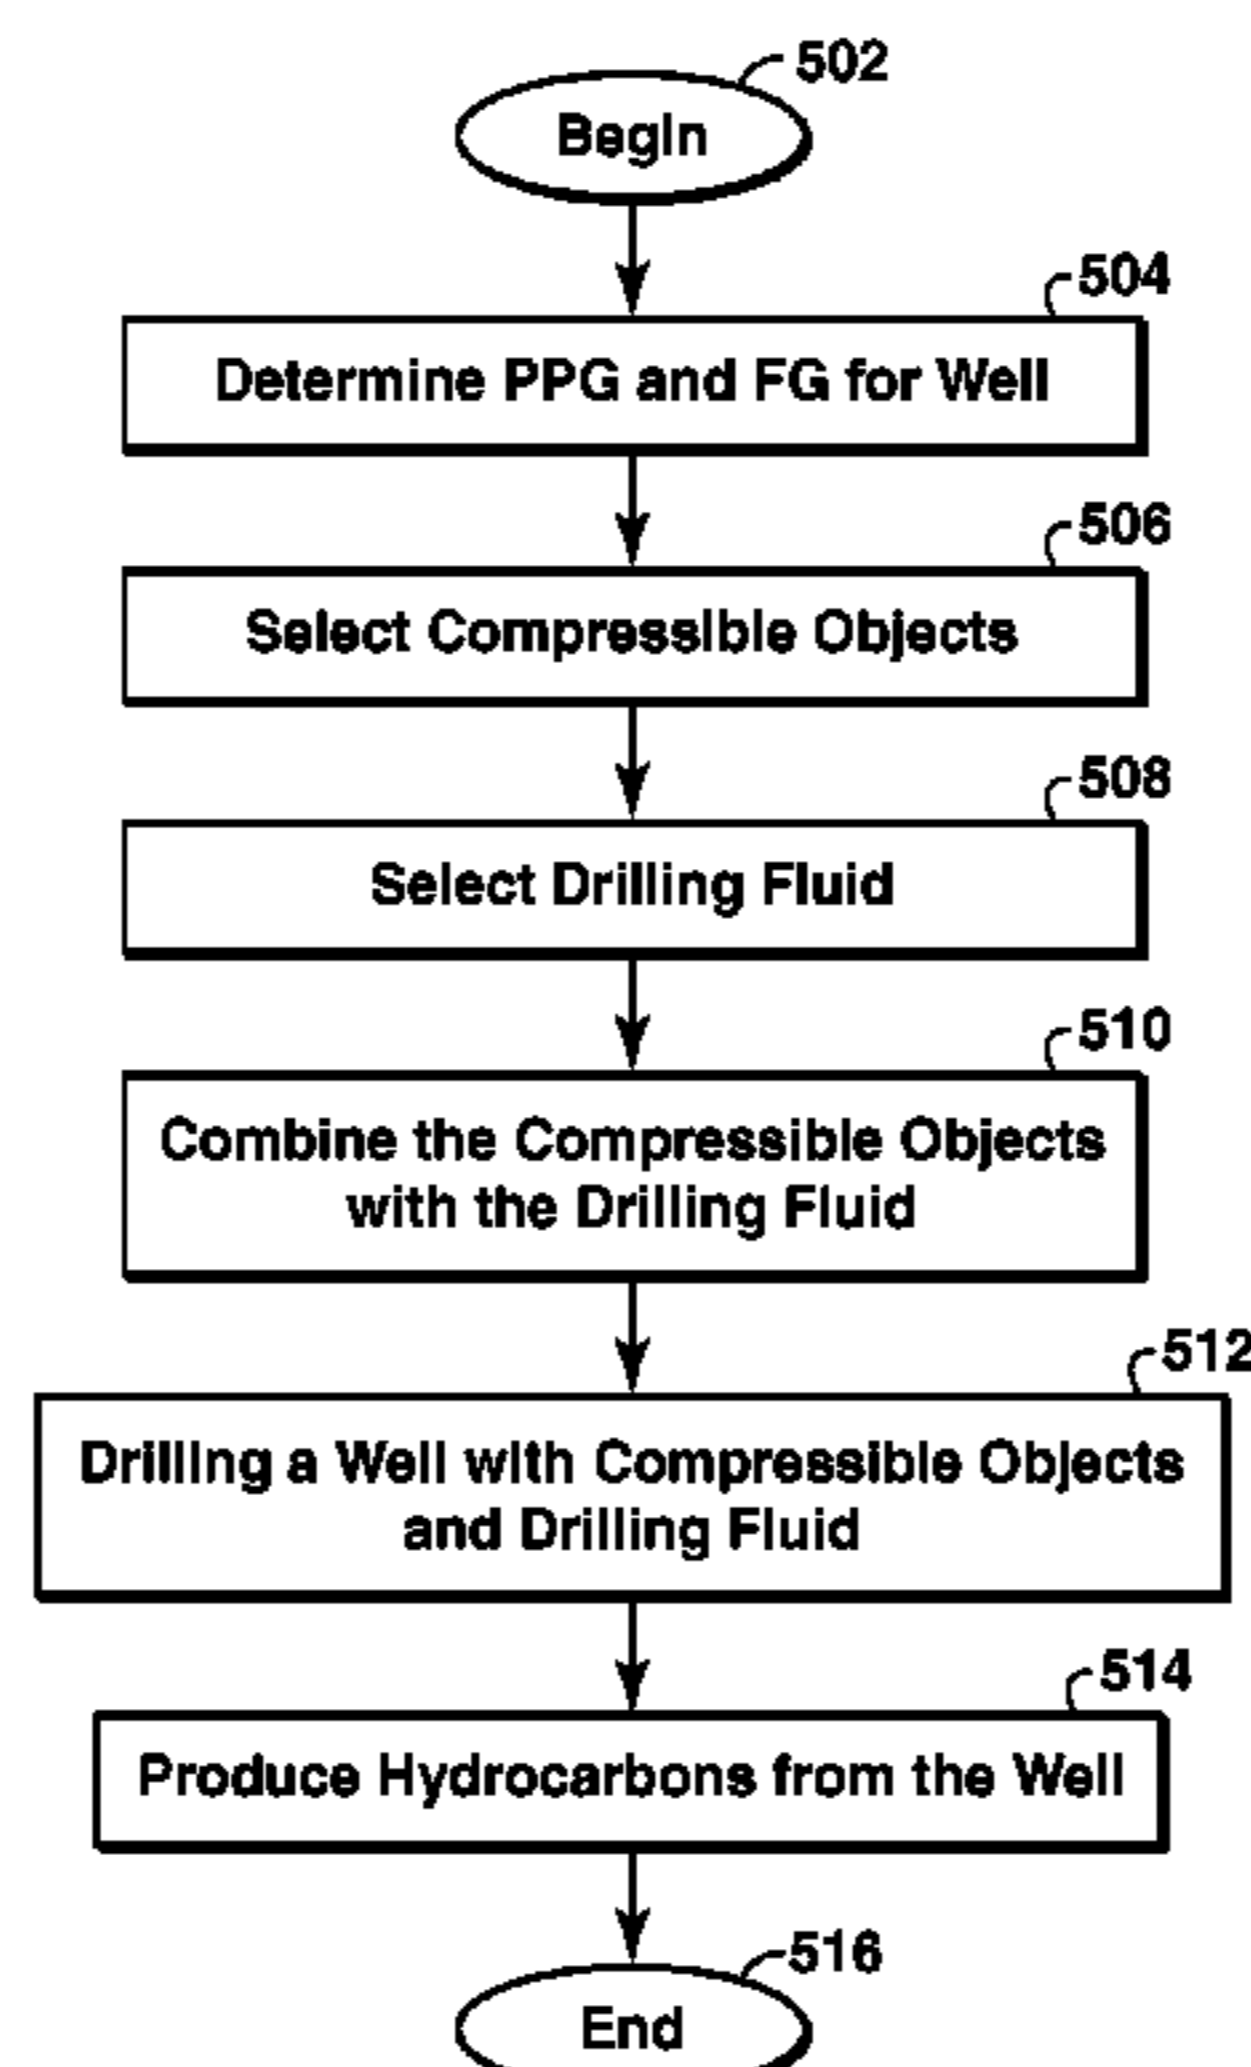 502
Begin
504
Determine PPG and FG for Well
506
Select Compressible Objects
508
Select Drilling Fluid
510
Combine the Compressible Objects
with the Drilling Fluid
512
Drilling a Well with Compressible Objects
and Drilling Fluid
514
Produce Hydrocarbons from the Well
516
End